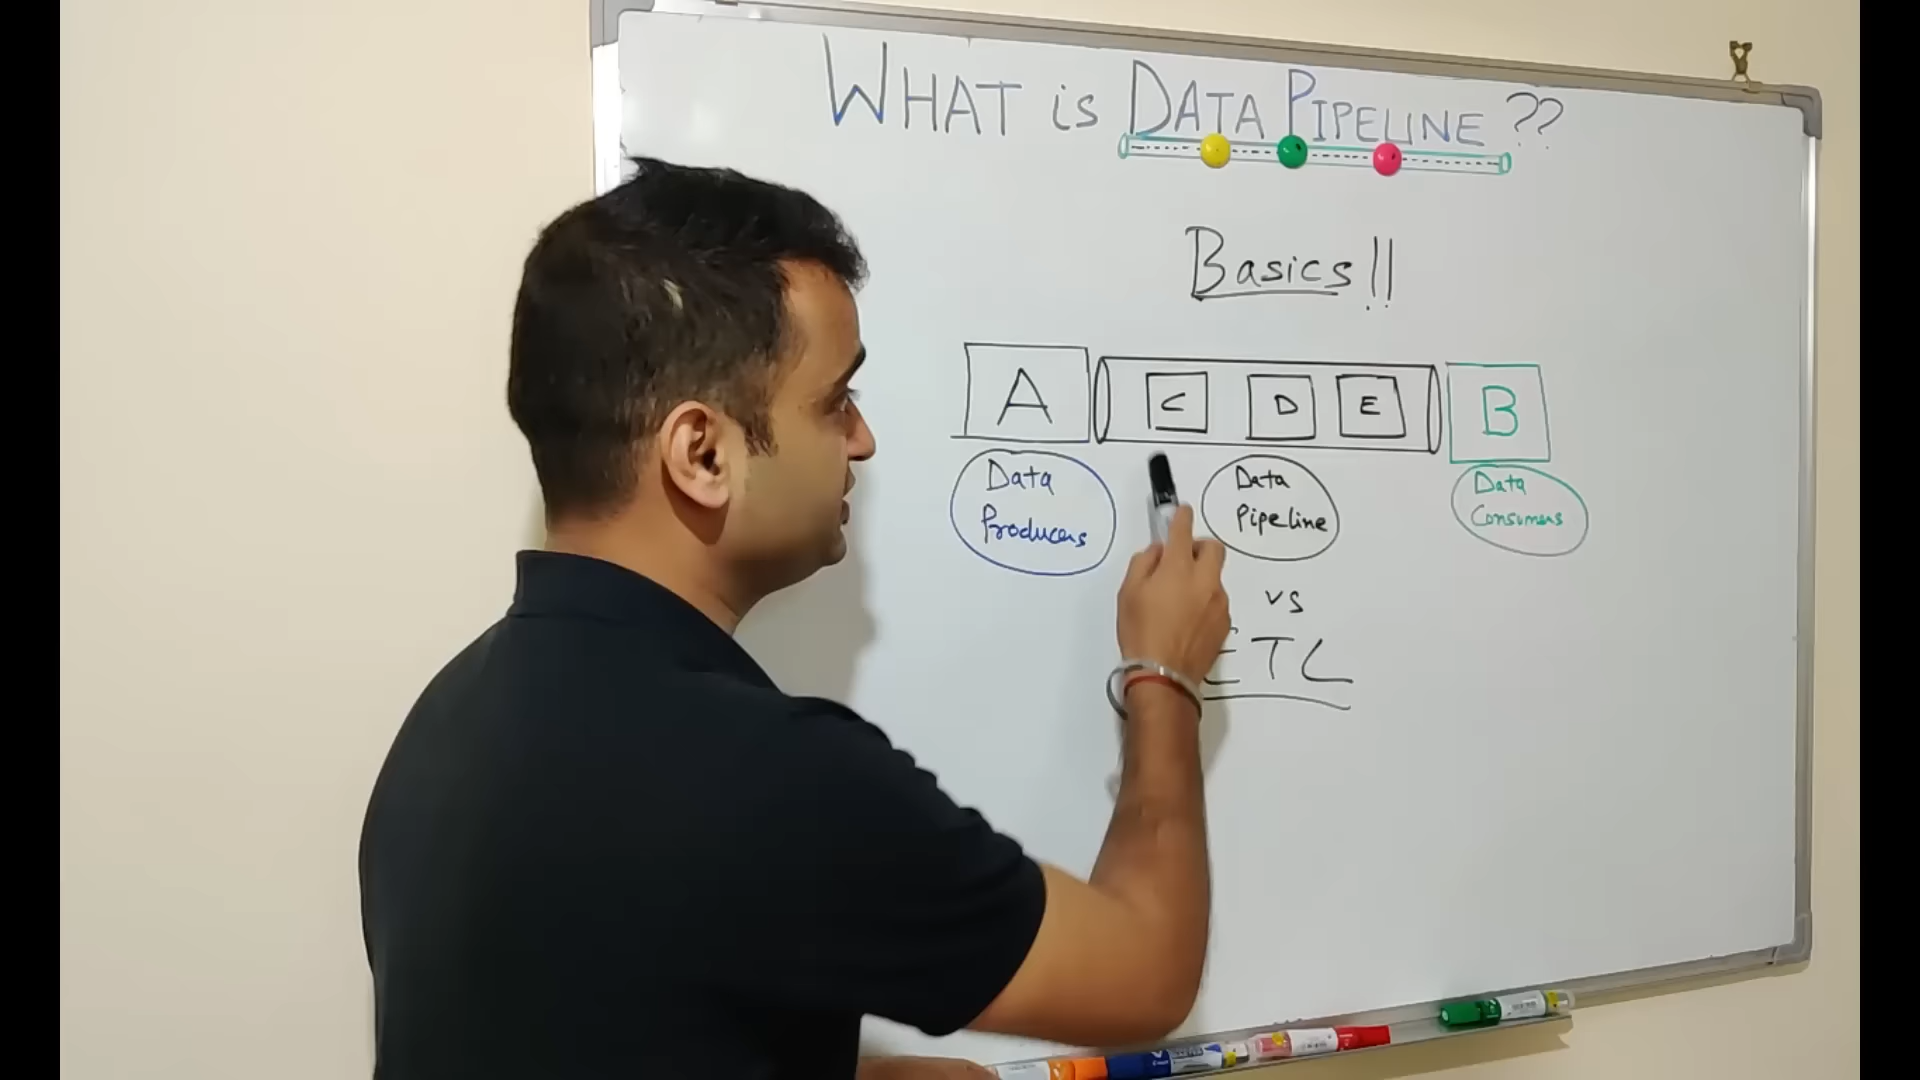 WHAT is DATA PIPELINE ??
Basics!!
A
C
D
E
B
Data
Producers
Data
Pipeline
Data
Consumers
vs
ETL